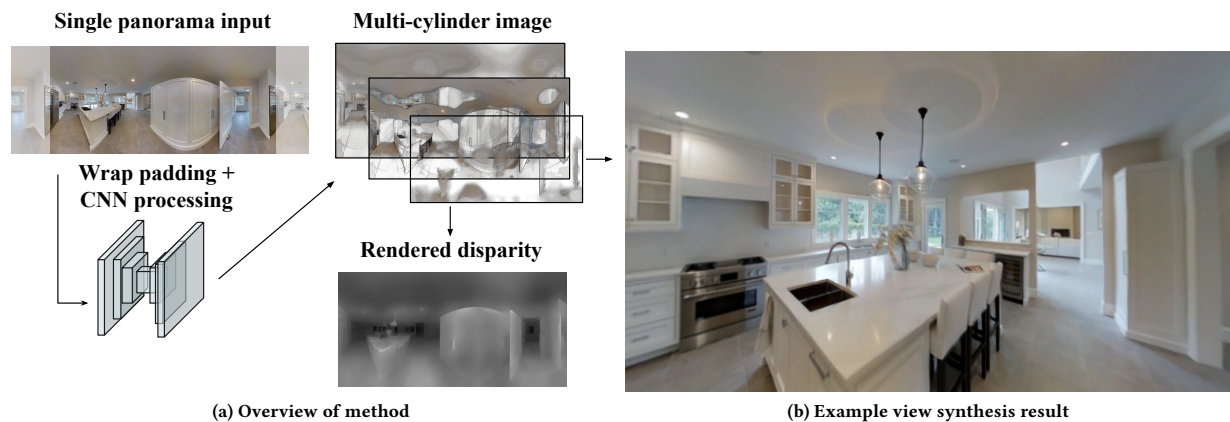 Single panorama input
Multi-cylinder image
Wrap padding +
CNN processing
Rendered disparity
(a) Overview of method
(b) Example view synthesis result